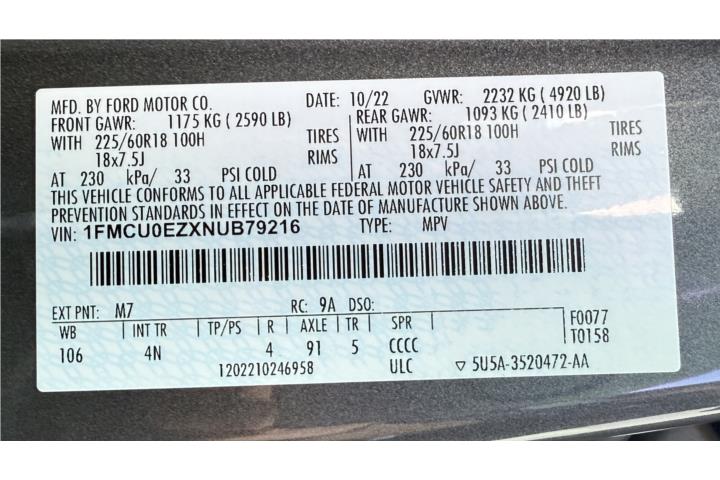 MFD. BY FORD MOTOR CO. DATE: 10/22 GVWR: 2232 KG ( 4920 LB)
FRONT GAWR: 1175 KG ( 2590 LB) REAR GAWR: 1093 KG ( 2410 LB)
WITH 225/60R18 100H TIRES WITH 225/60R18 100H TIRES
18x7.5J RIMS 18x7.5J RIMS
AT 230 kPa/ 33 PSI COLD AT 230 kPa/ 33 PSI COLD
THIS VEHICLE CONFORMS TO ALL APPLICABLE FEDERAL MOTOR VEHICLE SAFETY AND THEFT
PREVENTION STANDARDS IN EFFECT ON THE DATE OF MANUFACTURE SHOWN ABOVE.
VIN: 1FMCU0EZXNUB79216 TYPE: MPV
EXT PNT: M7 RC: 9A DSO:
WB INT TR TP/PS R AXLE TR SPR F0077
106 4N 4 91 5 CCCC T0158
1202210246958 ULC ▽ 5U5A-3520472-AA